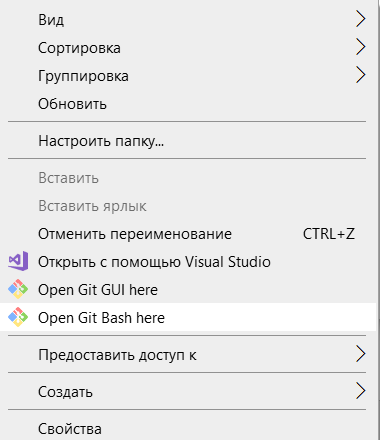 Вид
Сортировка
Группировка
Обновить
Настроить папку...
Вставить
Вставить ярлык
Отменить переименование CTRL+Z
Открыть с помощью Visual Studio
Open Git GUI here
Open Git Bash here
Предоставить доступ к
Создать
Свойства